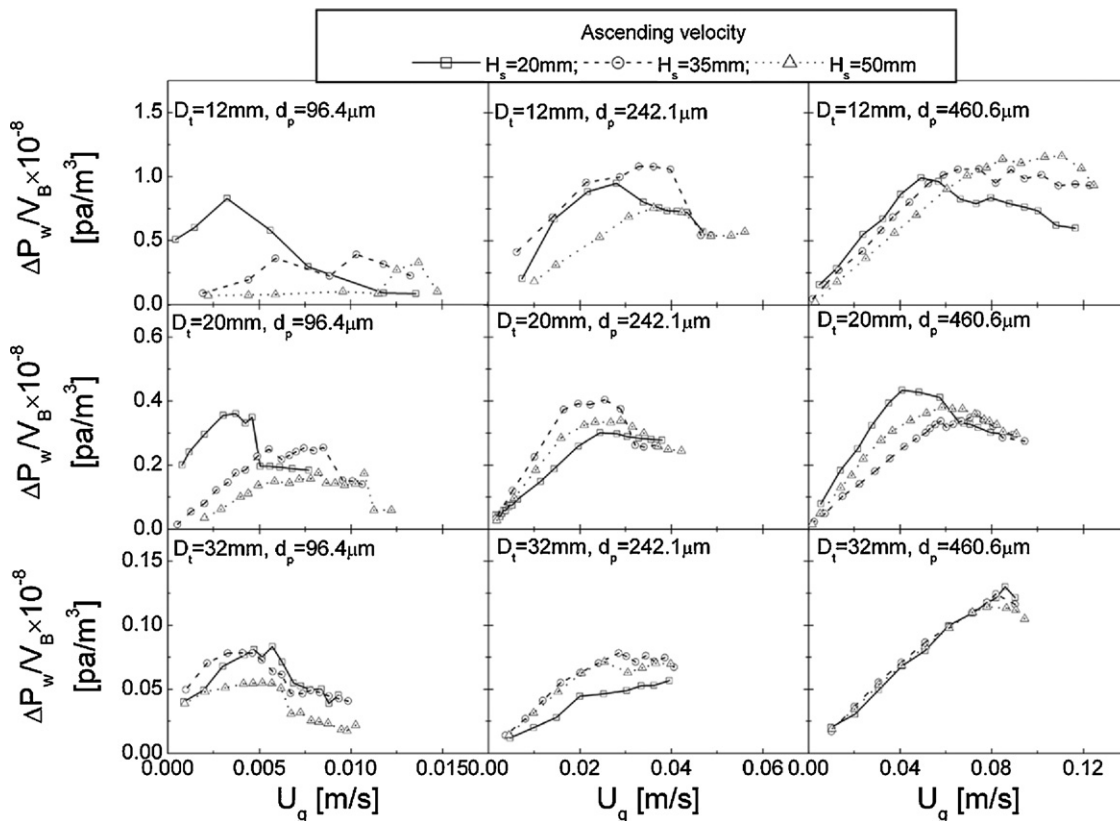 Ascending velocity
H_s=20mm; H_s=35mm; H_s=50mm
ΔP_w/V_B×10^-8
[pa/m^3]
1.5
1.0
0.5
0.0
D_t=12mm, d_p=96.4μm
D_t=12mm, d_p=242.1μm
D_t=12mm, d_p=460.6μm
ΔP_w/V_B×10^-8
[pa/m^3]
0.6
0.4
0.2
0.0
D_t=20mm, d_p=96.4μm
D_t=20mm, d_p=242.1μm
D_t=20mm, d_p=460.6μm
ΔP_w/V_B×10^-8
[pa/m^3]
0.15
0.10
0.05
0.00
D_t=32mm, d_p=96.4μm
D_t=32mm, d_p=242.1μm
D_t=32mm, d_p=460.6μm
0.000 0.005 0.010 0.015 0.00 0.02 0.04 0.06 0.00 0.04 0.08 0.12
U_g [m/s] U_g [m/s] U_g [m/s]